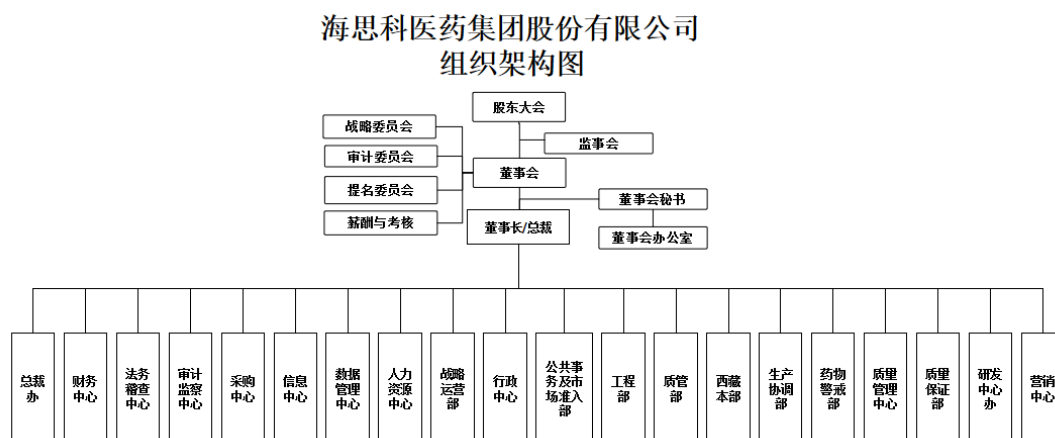 海思科医药集团股份有限公司
组织架构图
股东大会
战略委员会
监事会
审计委员会
董事会
提名委员会
董事会秘书
薪酬与考核
董事长/总裁
董事会办公室
总裁
办
财务
中心
法务
稽查
中心
审计
监察
中心
采购
中心
信息
中心
数据
管理
中心
人力
资源
中心
战略
运营
部
行政
中心
公共事
务及市
场准入
部
工程
部
质管
部
西藏
本部
生产
协调
部
药物
警戒
部
质量
管理
中心
质量
保证
部
研发
中心
办
营销
中心